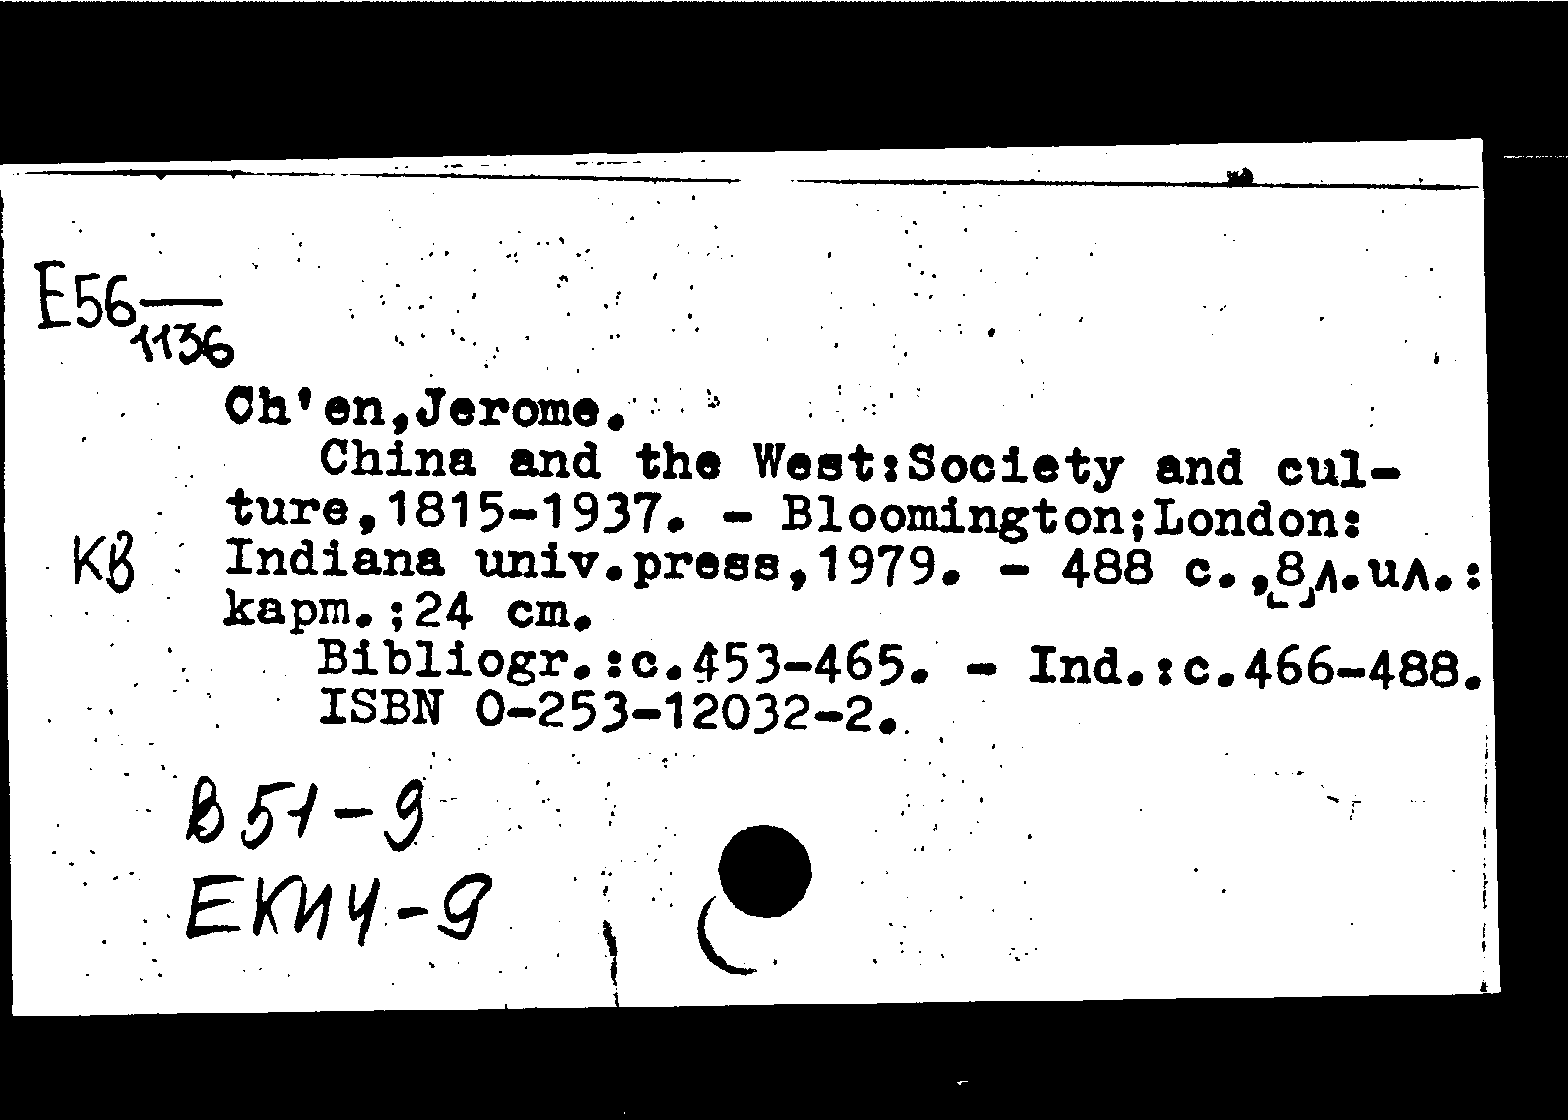 E56—
1136
Ch'en,Jerome.
China and the West:Society and cul-
ture,1815-1937. - Bloomington;London:
КВ Indiana univ.press,1979. - 488 c.,8л.ил.:
карт.;24 cm.
Bibliogr.:c.453-465. - Ind.:c.466-488.
ISBN 0-253-12032-2.
В51-9
ЕКИЧ-9